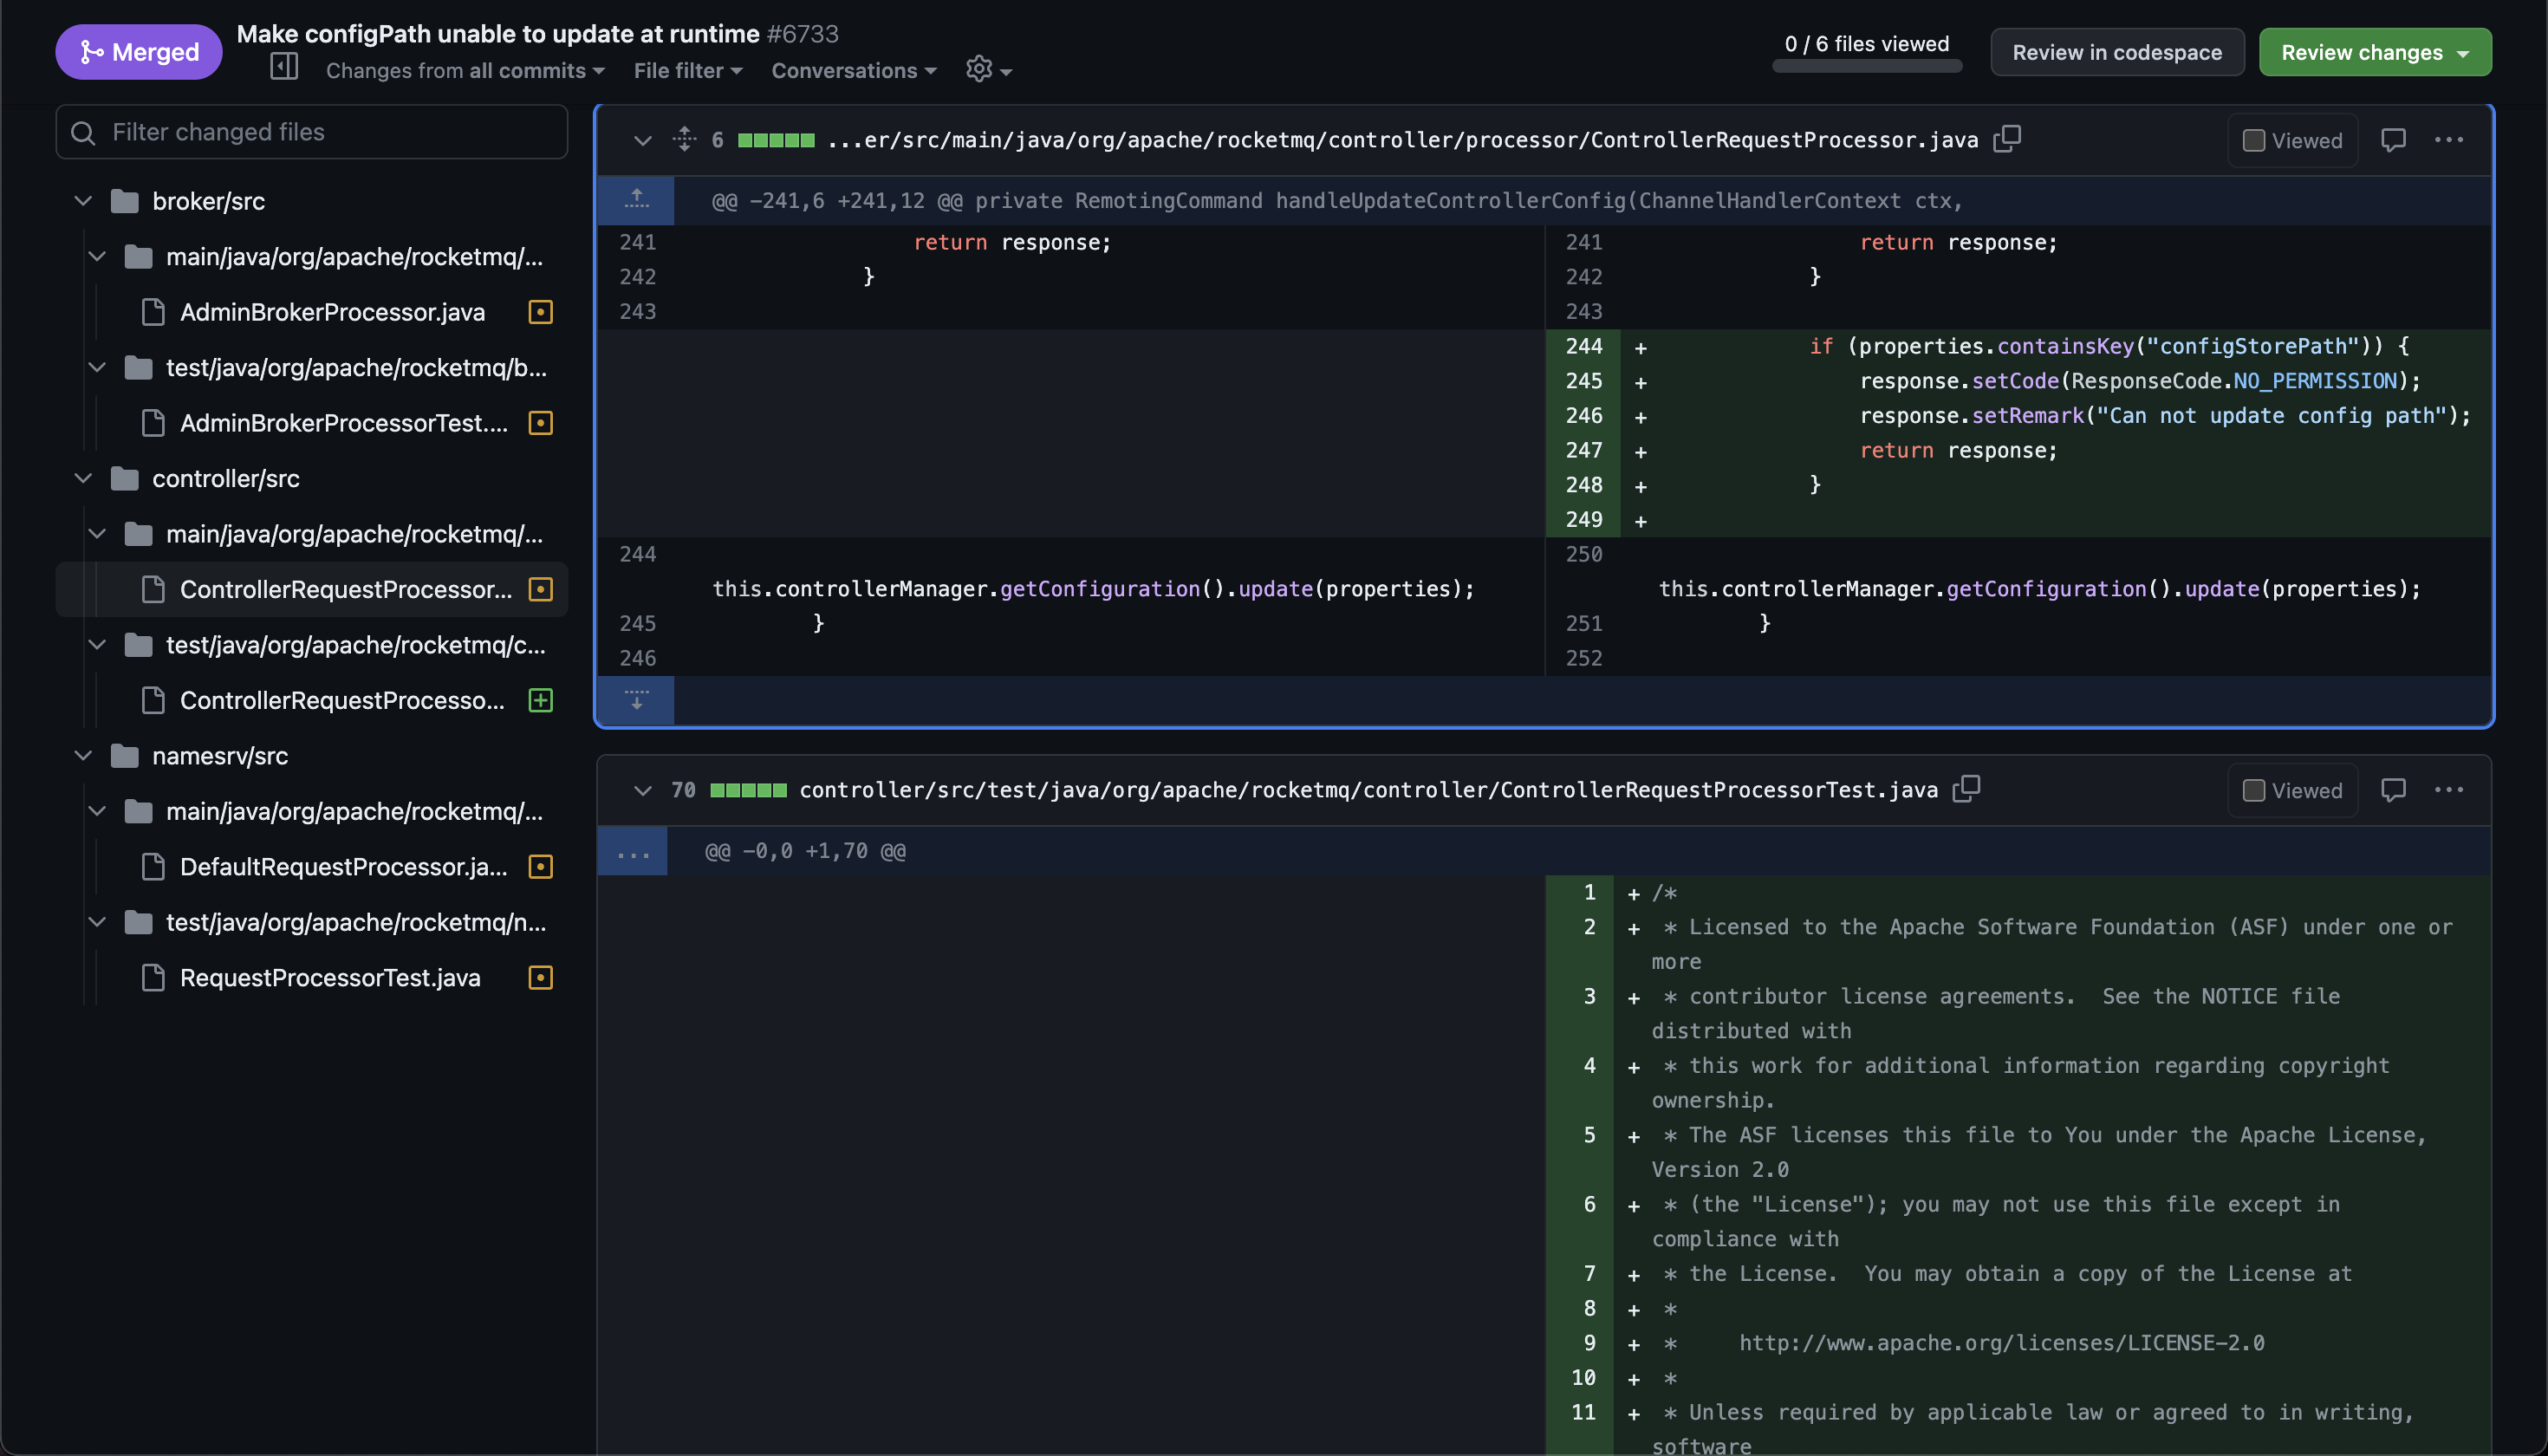 Merged
Make configPath unable to update at runtime #6733
Changes from all commits
File filter
Conversations
0 / 6 files viewed
Review in codespace
Review changes
Filter changed files
broker/src
main/java/org/apache/rocketmq/...
AdminBrokerProcessor.java
test/java/org/apache/rocketmq/b...
AdminBrokerProcessorTest....
controller/src
main/java/org/apache/rocketmq/...
ControllerRequestProcessor...
test/java/org/apache/rocketmq/c...
ControllerRequestProcesso...
namesrv/src
main/java/org/apache/rocketmq/...
DefaultRequestProcessor.ja...
test/java/org/apache/rocketmq/n...
RequestProcessorTest.java
6 ...er/src/main/java/org/apache/rocketmq/controller/processor/ControllerRequestProcessor.java
Viewed
@@ -241,6 +241,12 @@ private RemotingCommand handleUpdateControllerConfig(ChannelHandlerContext ctx,
241 return response;
242 }
243
244
this.controllerManager.getConfiguration().update(properties);
245 }
246
241 return response;
242 }
243
244 + if (properties.containsKey("configStorePath")) {
245 + response.setCode(ResponseCode.NO_PERMISSION);
246 + response.setRemark("Can not update config path");
247 + return response;
248 + }
249 +
250
this.controllerManager.getConfiguration().update(properties);
251 }
252
70 controller/src/test/java/org/apache/rocketmq/controller/ControllerRequestProcessorTest.java
Viewed
... @@ -0,0 +1,70 @@
1 + /*
2 + * Licensed to the Apache Software Foundation (ASF) under one or
more
3 + * contributor license agreements.  See the NOTICE file
distributed with
4 + * this work for additional information regarding copyright
ownership.
5 + * The ASF licenses this file to You under the Apache License,
Version 2.0
6 + * (the "License"); you may not use this file except in
compliance with
7 + * the License.  You may obtain a copy of the License at
8 + *
9 + *     http://www.apache.org/licenses/LICENSE-2.0
10 + *
11 + * Unless required by applicable law or agreed to in writing,
software